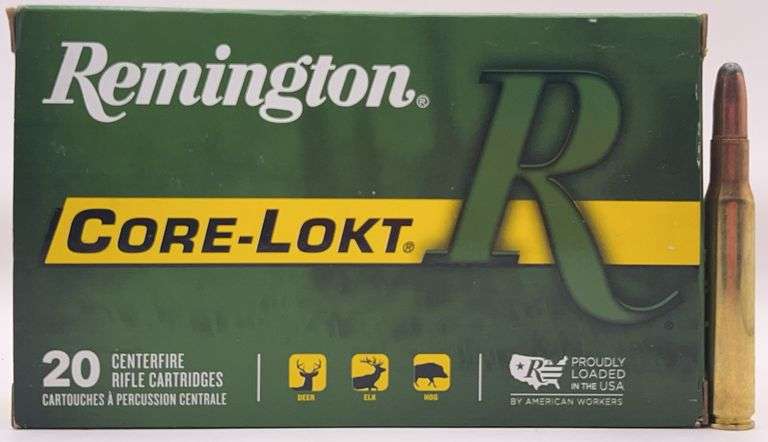 Remington®
CORE-LOKT®
R
20 CENTERFIRE
RIFLE CARTRIDGES
CARTOUCHES À PERCUSSION CENTRALE
DEER
ELK
HOG
R
PROUDLY
LOADED
IN THE USA
BY AMERICAN WORKERS